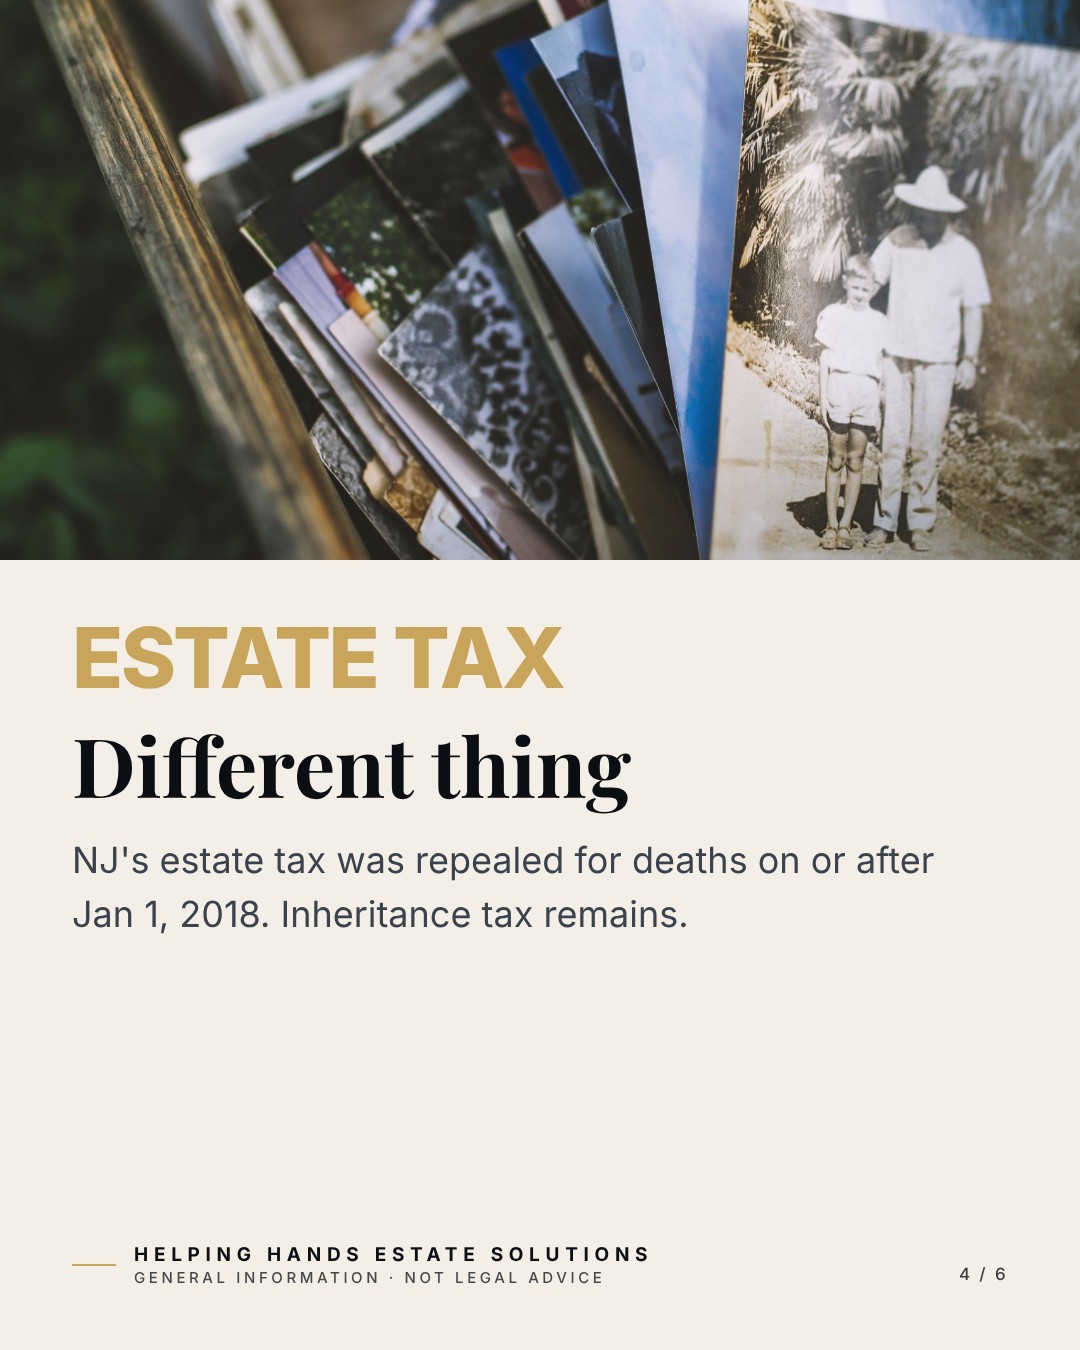 ESTATE TAX
Different thing
NJ's estate tax was repealed for deaths on or after
Jan 1, 2018. Inheritance tax remains.
HELPING HANDS ESTATE SOLUTIONS
GENERAL INFORMATION · NOT LEGAL ADVICE
4 / 6